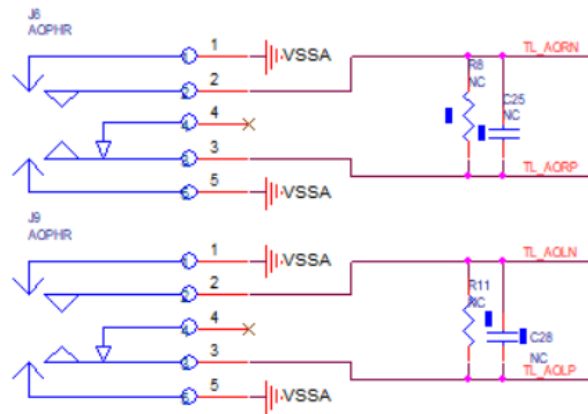 J6
AOPHR
1
VSSA
2
4
3
5
VSSA
R8
NC
C25
NC
TL_AORN
TL_AORP
J9
AOPHR
1
VSSA
2
4
3
5
VSSA
R11
NC
C28
NC
TL_AOLN
TL_AOLP